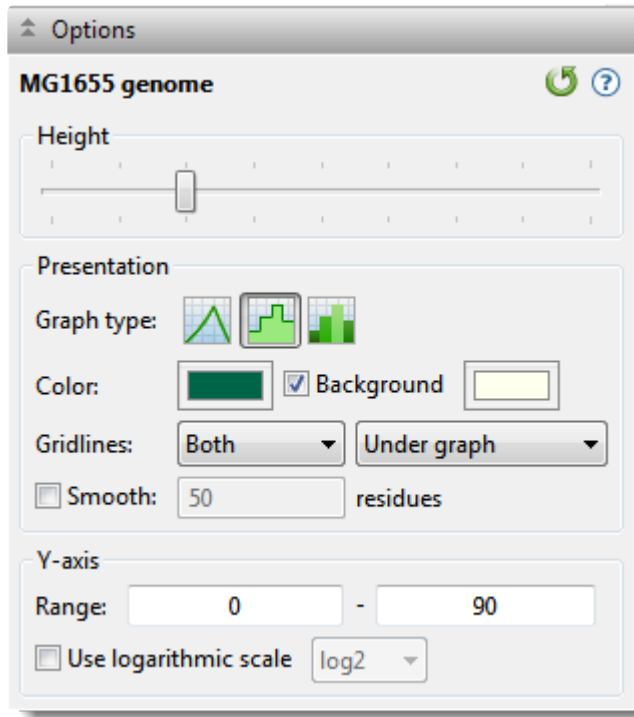 Options
MG1655 genome ?
Height
Presentation
Graph type:
Color: Background
Gridlines: Both Under graph
Smooth: 50 residues
Y-axis
Range: 0 - 90
Use logarithmic scale log2